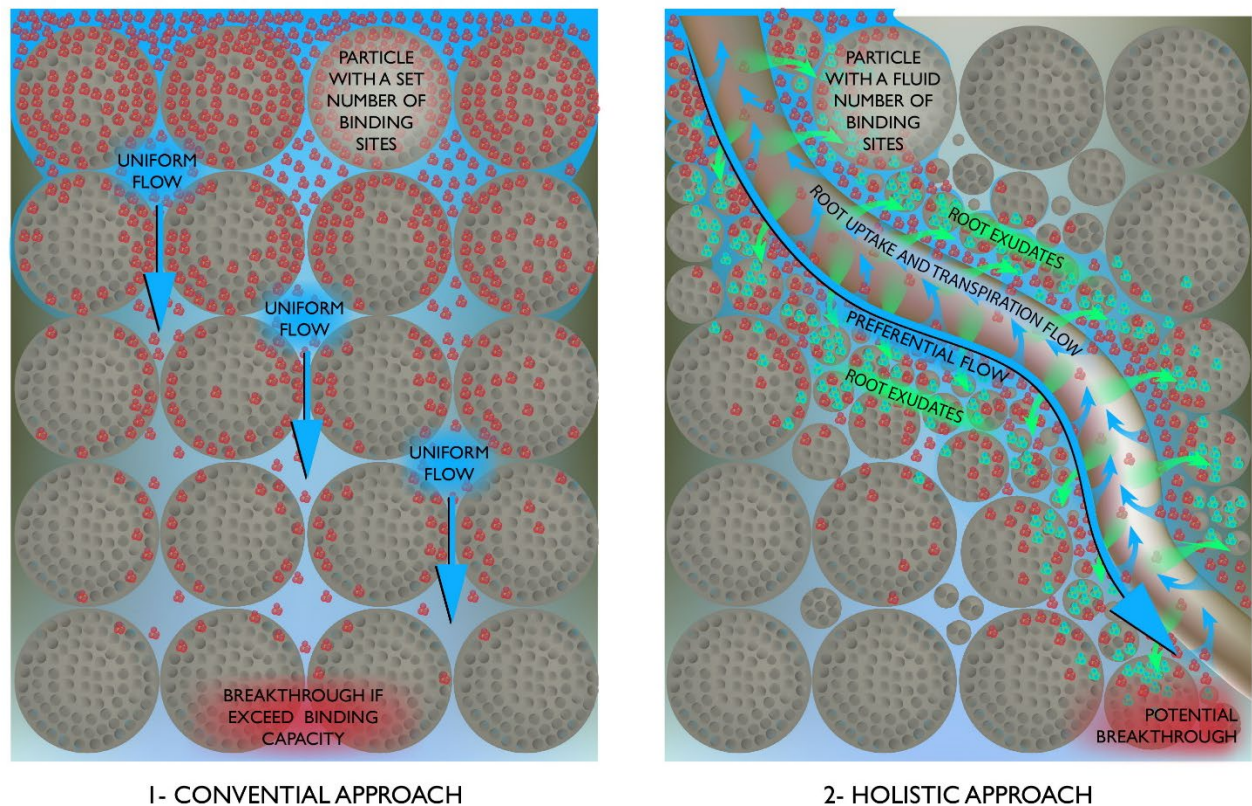 PARTICLE
WITH A SET
NUMBER OF
BINDING
SITES
UNIFORM
FLOW
UNIFORM
FLOW
UNIFORM
FLOW
BREAKTHROUGH IF
EXCEED BINDING
CAPACITY
1- CONVENTIAL APPROACH
PARTICLE
WITH A FLUID
NUMBER OF
BINDING
SITES
ROOT EXUDATES
ROOT UPTAKE AND TRANSPIRATION FLOW
PREFERENTIAL FLOW
ROOT EXUDATES
POTENTIAL
BREAKTHROUGH
2- HOLISTIC APPROACH